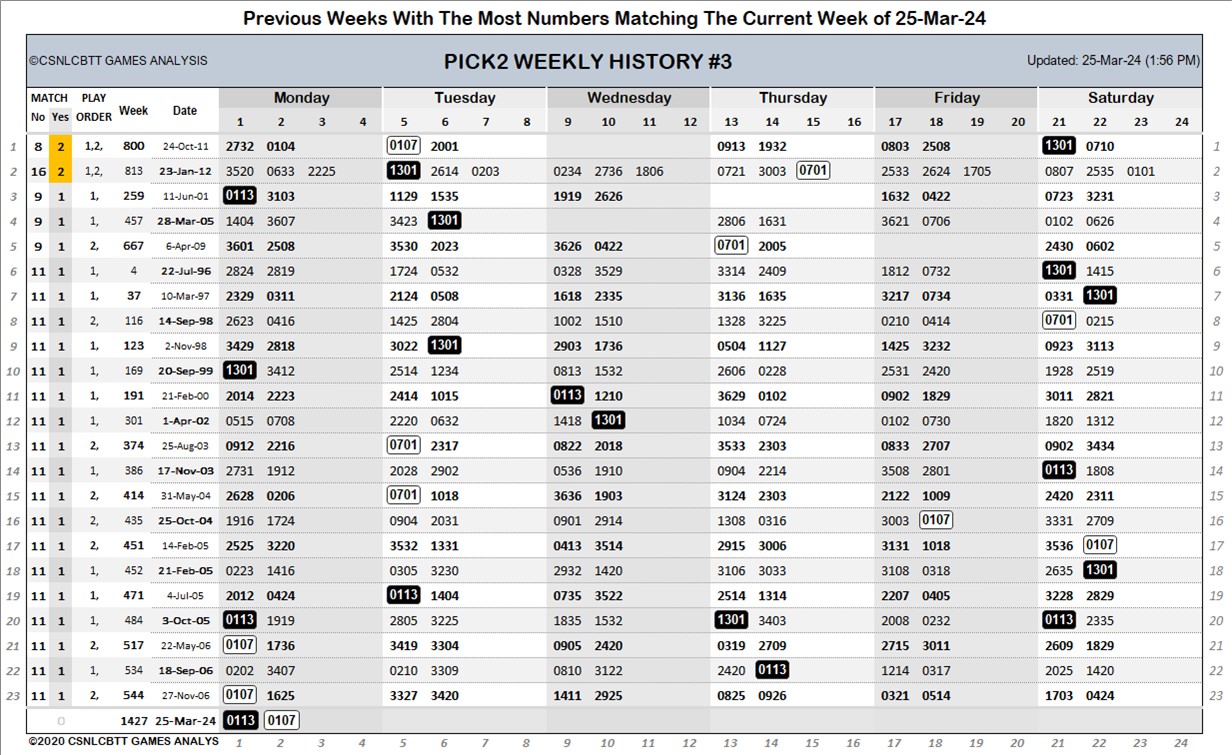 Previous Weeks With The Most Numbers Matching The Current Week of 25-Mar-24
©CSNLCBTT GAMES ANALYSIS PICK2 WEEKLY HISTORY #3 Updated: 25-Mar-24 (1:56 PM)
MATCH PLAY Week Date Monday Tuesday Wednesday Thursday Friday Saturday
No Yes ORDER 1 2 3 4 5 6 7 8 9 10 11 12 13 14 15 16 17 18 19 20 21 22 23 24
1 8 2 1,2, 800 24-Oct-11 2732 0104 0107 2001 0913 1932 0803 2508 1301 0710 1
2 16 2 1,2, 813 23-Jan-12 3520 0633 2225 1301 2614 0203 0234 2736 1806 0721 3003 0701 2533 2624 1705 0807 2535 0101 2
3 9 1 1, 259 11-Jun-01 0113 3103 1129 1535 1919 2626 1632 0422 0723 3231 3
4 9 1 1, 457 28-Mar-05 1404 3607 3423 1301 2806 1631 3621 0706 0102 0626 4
5 9 1 2, 667 6-Apr-09 3601 2508 3530 2023 3626 0422 0701 2005 2430 0602 5
6 11 1 1, 4 22-Jul-96 2824 2819 1724 0532 0328 3529 3314 2409 1812 0732 1301 1415 6
7 11 1 1, 37 10-Mar-97 2329 0311 2124 0508 1618 2335 3136 1635 3217 0734 0331 1301 7
8 11 1 2, 116 14-Sep-98 2623 0416 1425 2804 1002 1510 1328 3225 0210 0414 0701 0215 8
9 11 1 1, 123 2-Nov-98 3429 2818 3022 1301 2903 1736 0504 1127 1425 3232 0923 3113 9
10 11 1 1, 169 20-Sep-99 1301 3412 2514 1234 0813 1532 2606 0228 2531 2420 1928 2519 10
11 11 1 1, 191 21-Feb-00 2014 2223 2414 1015 0113 1210 3629 0102 0902 1829 3011 2821 11
12 11 1 1, 301 1-Apr-02 0515 0708 2220 0632 1418 1301 1034 0724 0102 0730 1820 1312 12
13 11 1 2, 374 25-Aug-03 0912 2216 0701 2317 0822 2018 3533 2303 0833 2707 0902 3434 13
14 11 1 1, 386 17-Nov-03 2731 1912 2028 2902 0536 1910 0904 2214 3508 2801 0113 1808 14
15 11 1 2, 414 31-May-04 2628 0206 0701 1018 3636 1903 3124 2303 2122 1009 2420 2311 15
16 11 1 2, 435 25-Oct-04 1916 1724 0904 2031 0901 2914 1308 0316 3003 0107 3331 2709 16
17 11 1 2, 451 14-Feb-05 2525 3220 3532 1331 0413 3514 2915 3006 3131 1018 3536 0107 17
18 11 1 1, 452 21-Feb-05 0223 1416 0305 3230 2932 1420 3106 3033 3108 0318 2635 1301 18
19 11 1 1, 471 4-Jul-05 2012 0424 0113 1404 0735 3522 2514 1314 2207 0405 3228 2829 19
20 11 1 1, 484 3-Oct-05 0113 1919 2805 3225 1835 1532 1301 3403 2008 0232 0113 2335 20
21 11 1 2, 517 22-May-06 0107 1736 3419 3304 0905 2420 0319 2709 2715 3011 2609 1829 21
22 11 1 1, 534 18-Sep-06 0202 3407 0210 3309 0810 3122 2420 0113 1214 0317 2025 1420 22
23 11 1 2, 544 27-Nov-06 0107 1625 3327 3420 1411 2925 0825 0926 0321 0514 1703 0424 23
0 1427 25-Mar-24 0113 0107
©2020 CSNLCBTT GAMES ANALYS 1 2 3 4 5 6 7 8 9 10 11 12 13 14 15 16 17 18 19 20 21 22 23 24